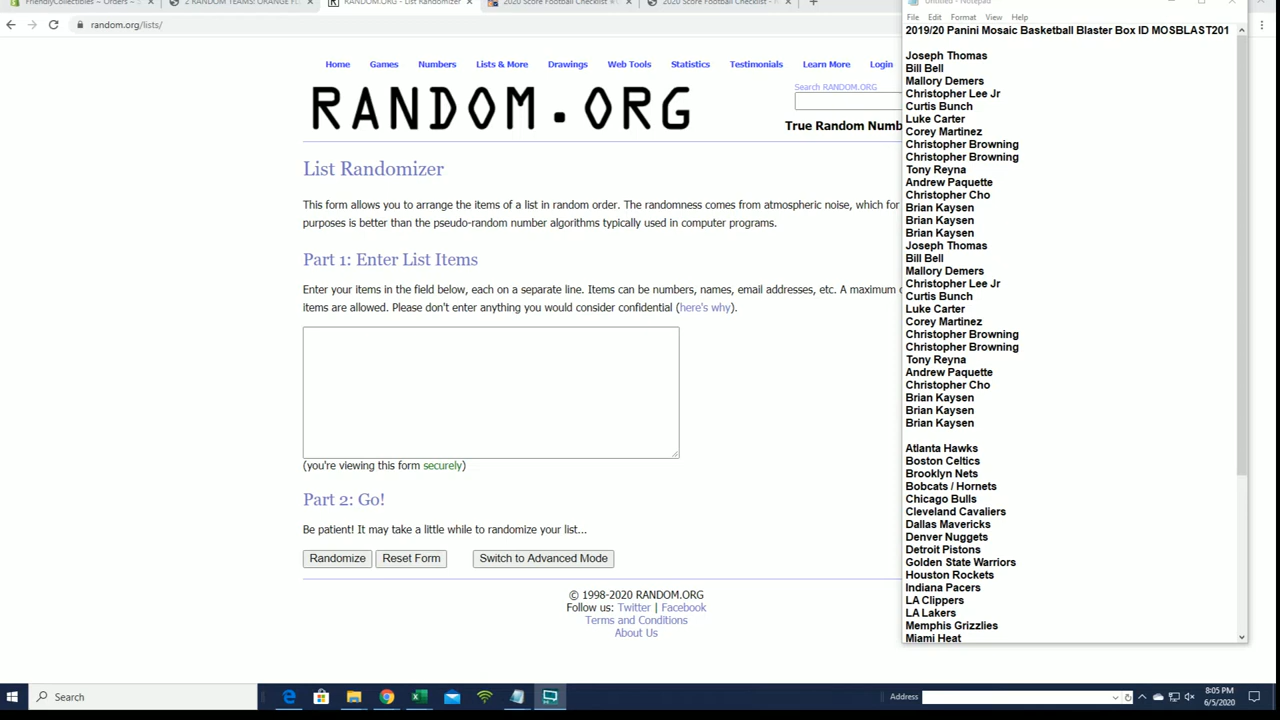 FriendlyCollectibles ~ Orders ~
2 RANDOM TEAMS: ORANGE
RANDOM.ORG - List Randomizer
2020 Score Football Checklist
2020 Score Football Checklist
random.org/lists/
Untitled - Notepad
File Edit Format View Help
Home Games Numbers Lists & More Drawings Web Tools Statistics Testimonials Learn More Login
Search RANDOM.ORG
RANDOM.ORG
True Random Numb
List Randomizer
This form allows you to arrange the items of a list in random order. The randomness comes from atmospheric noise, which for
purposes is better than the pseudo-random number algorithms typically used in computer programs.
Part 1: Enter List Items
Enter your items in the field below, each on a separate line. Items can be numbers, names, email addresses, etc. A maximum
items are allowed. Please don't enter anything you would consider confidential (here's why).
(you're viewing this form securely)
Part 2: Go!
Be patient! It may take a little while to randomize your list...
Randomize Reset Form Switch to Advanced Mode
© 1998-2020 RANDOM.ORG
Follow us: Twitter | Facebook
Terms and Conditions
About Us
2019/20 Panini Mosaic Basketball Blaster Box ID MOSBLAST201
Joseph Thomas
Bill Bell
Mallory Demers
Christopher Lee Jr
Curtis Bunch
Luke Carter
Corey Martinez
Christopher Browning
Christopher Browning
Tony Reyna
Andrew Paquette
Christopher Cho
Brian Kaysen
Brian Kaysen
Brian Kaysen
Joseph Thomas
Bill Bell
Mallory Demers
Christopher Lee Jr
Curtis Bunch
Luke Carter
Corey Martinez
Christopher Browning
Christopher Browning
Tony Reyna
Andrew Paquette
Christopher Cho
Brian Kaysen
Brian Kaysen
Brian Kaysen
Atlanta Hawks
Boston Celtics
Brooklyn Nets
Bobcats / Hornets
Chicago Bulls
Cleveland Cavaliers
Dallas Mavericks
Denver Nuggets
Detroit Pistons
Golden State Warriors
Houston Rockets
Indiana Pacers
LA Clippers
LA Lakers
Memphis Grizzlies
Miami Heat
Search
Address
8:05 PM
6/5/2020